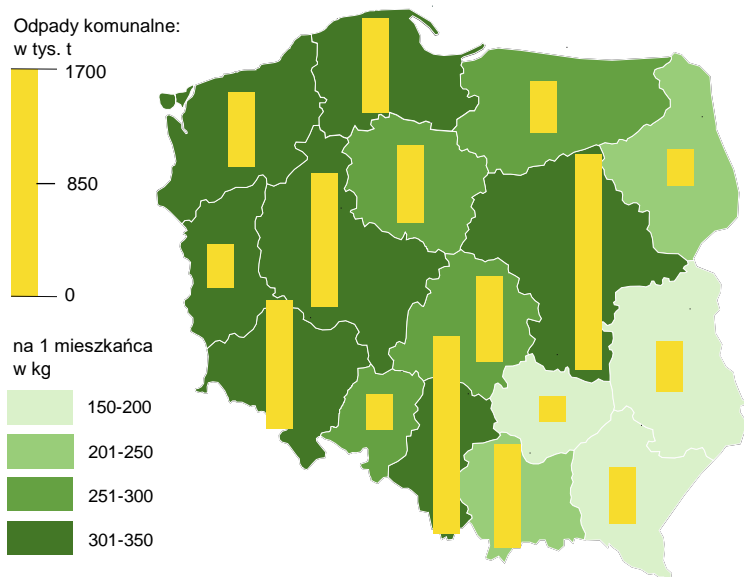 Odpady komunalne:
w tys. t
1700
850
0
na 1 mieszkańca
w kg
150-200
201-250
251-300
301-350